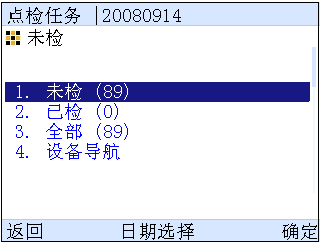 点检任务 |20080914
未检
1. 未检 (89)
2. 已检 (0)
3. 全部 (89)
4. 设备导航
返回 日期选择 确定